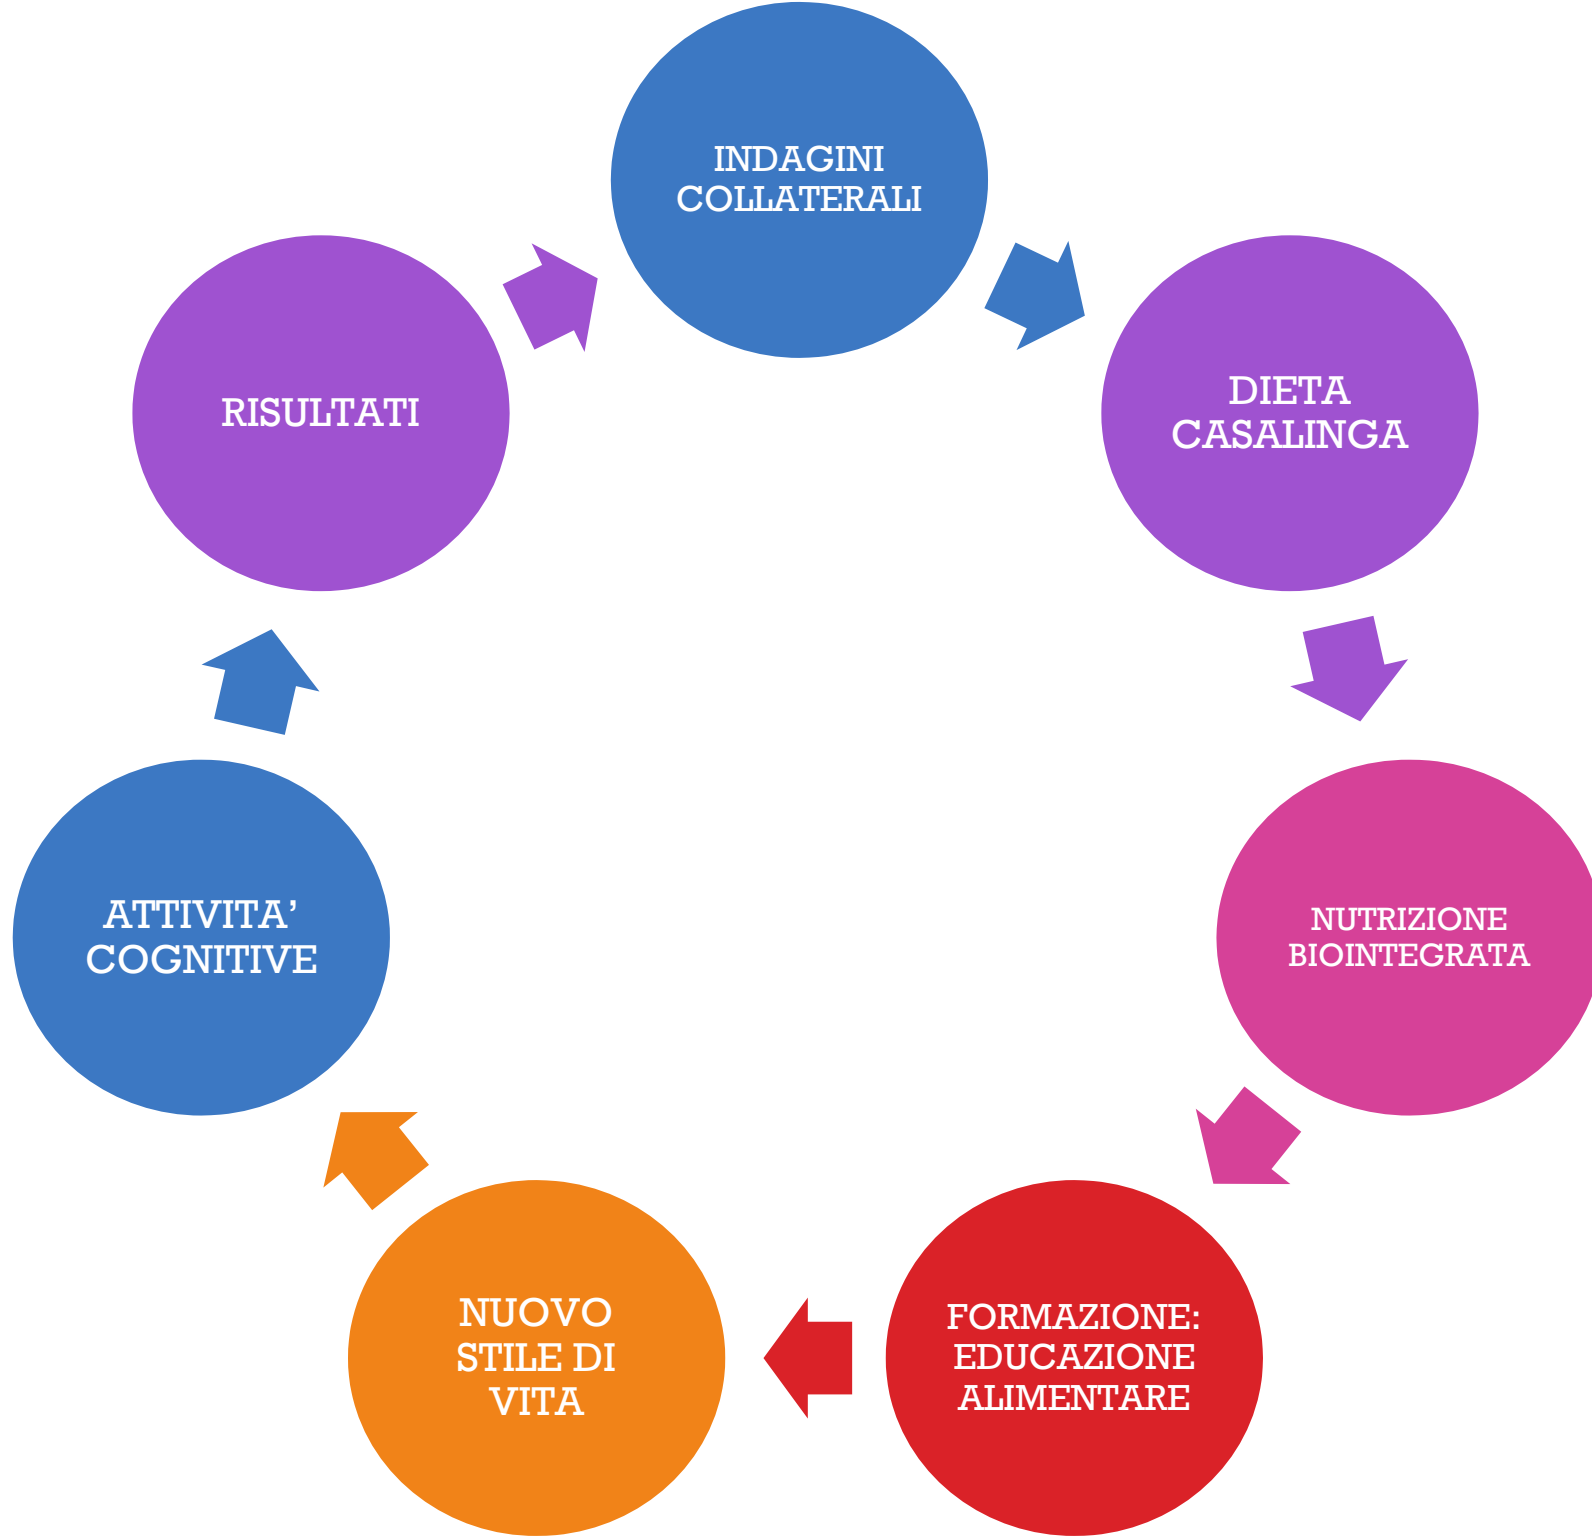 INDAGINI
COLLATERALI
DIETA
CASALINGA
NUTRIZIONE
BIOINTEGRATA
FORMAZIONE:
EDUCAZIONE
ALIMENTARE
NUOVO
STILE DI
VITA
ATTIVITA’
COGNITIVE
RISULTATI